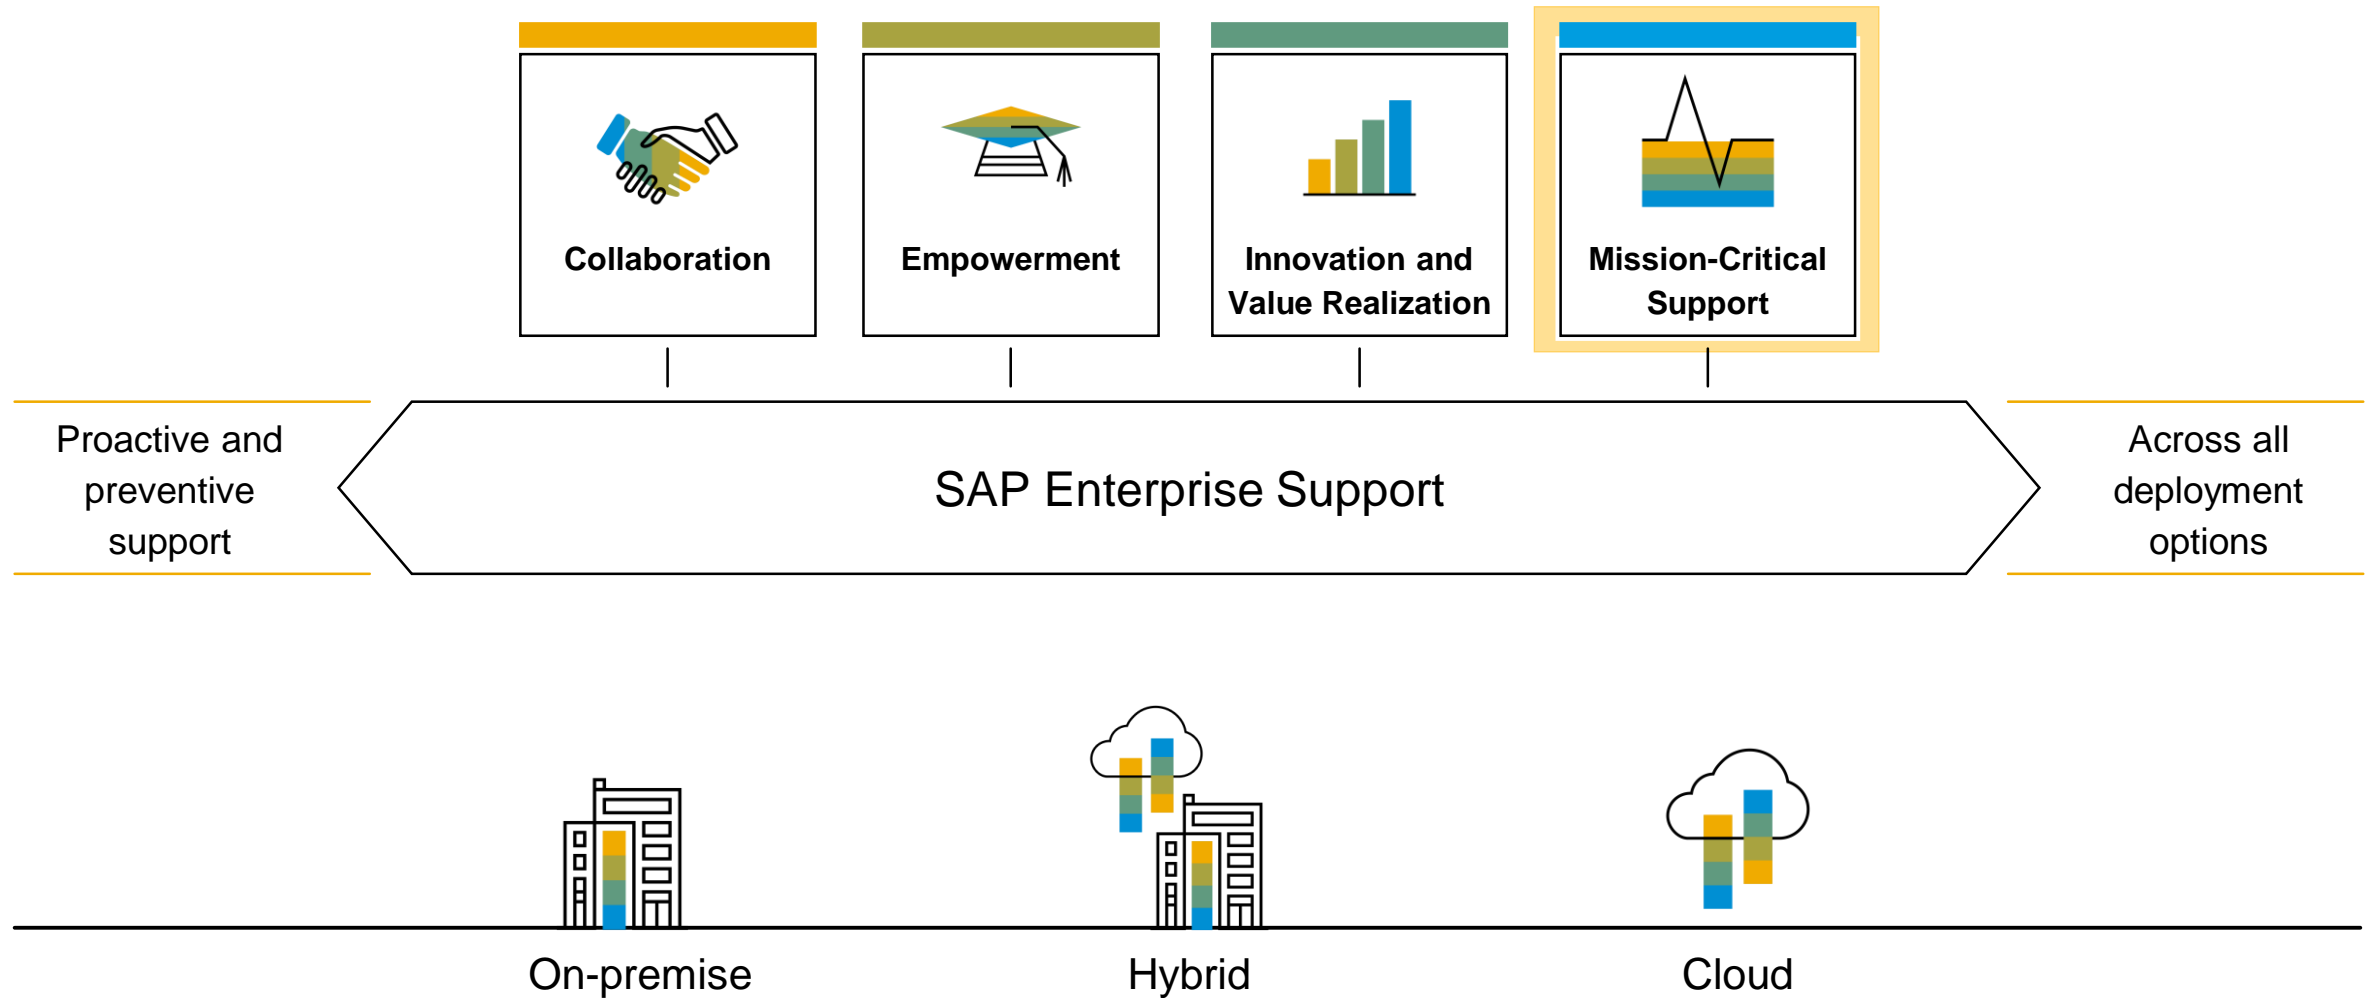 Collaboration
Empowerment
Innovation and
Value Realization
Mission-Critical
Support
Proactive and
preventive
support
SAP Enterprise Support
Across all
deployment
options
On-premise
Hybrid
Cloud